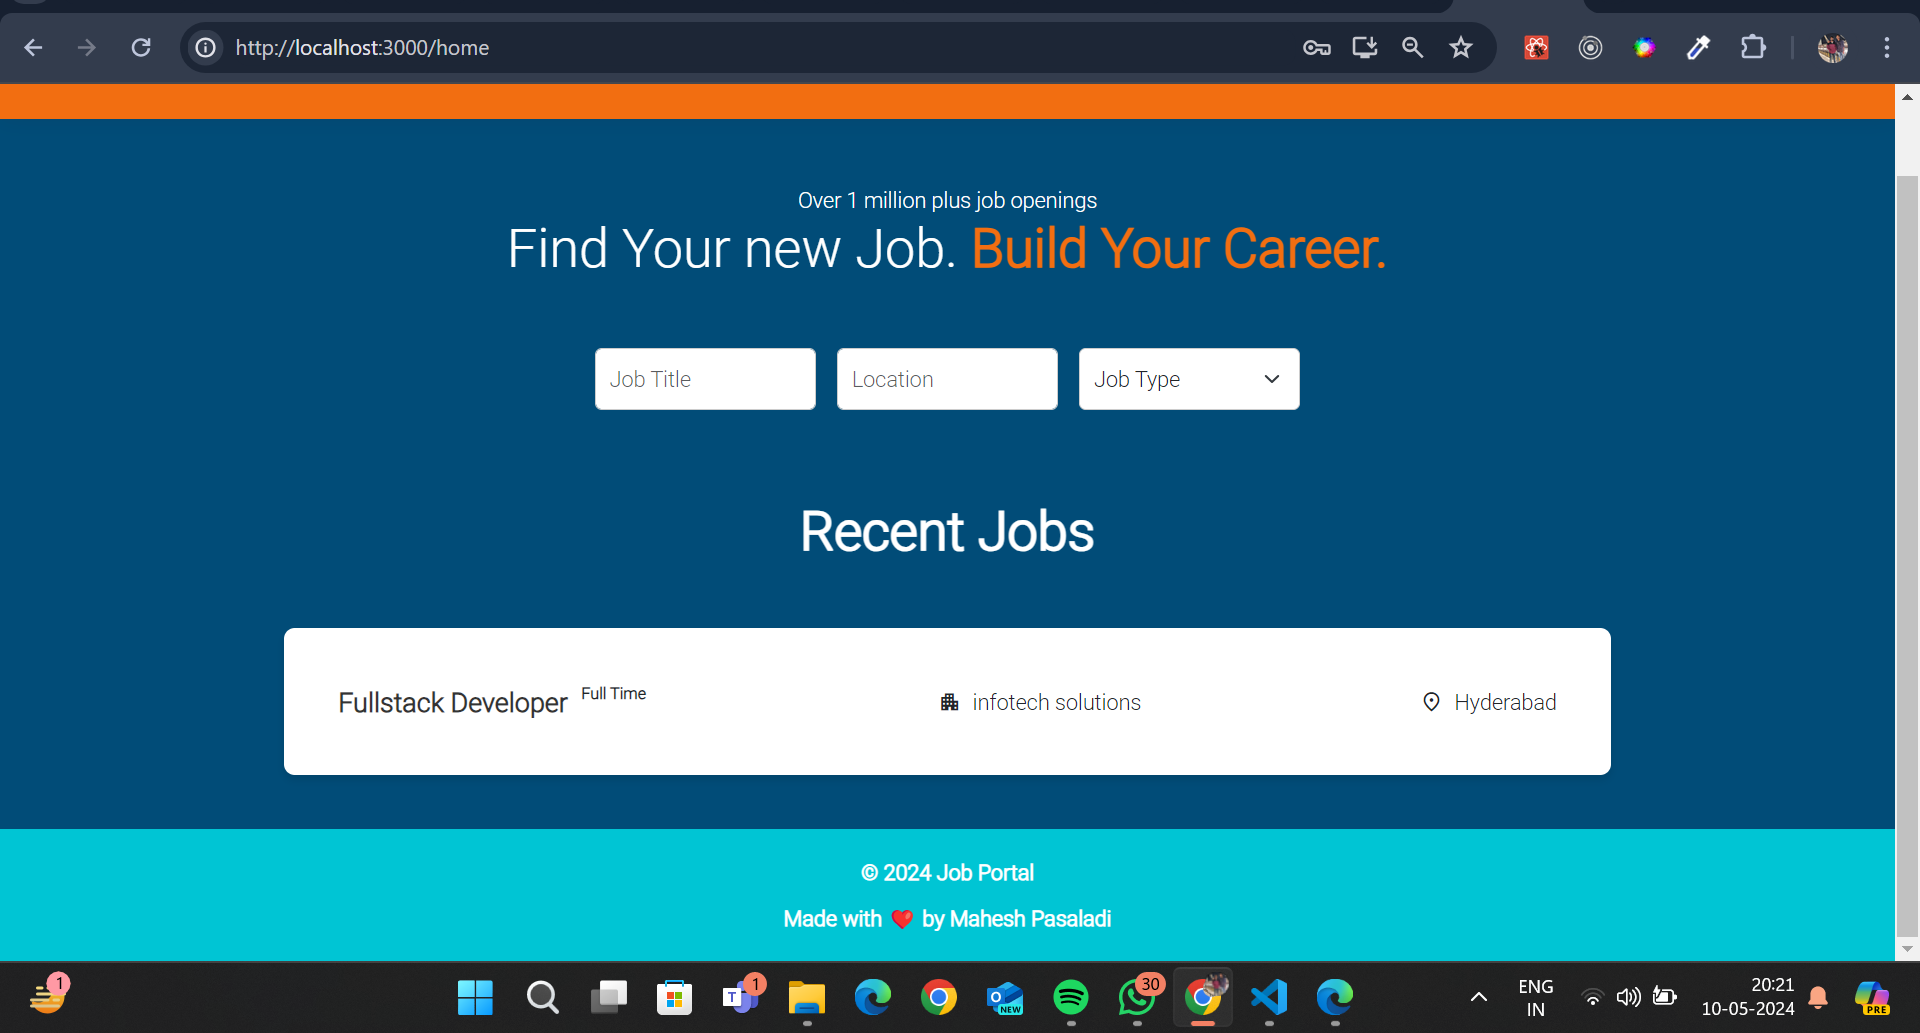 http://localhost:3000/home
Over 1 million plus job openings
Find Your new Job. Build Your Career.
Job Title Location Job Type
Recent Jobs
Fullstack Developer Full Time infotech solutions Hyderabad
© 2024 Job Portal
Made with ❤️ by Mahesh Pasaladi
1
T 1
O NEW
30
ENG
IN
20:21
10-05-2024
PRE